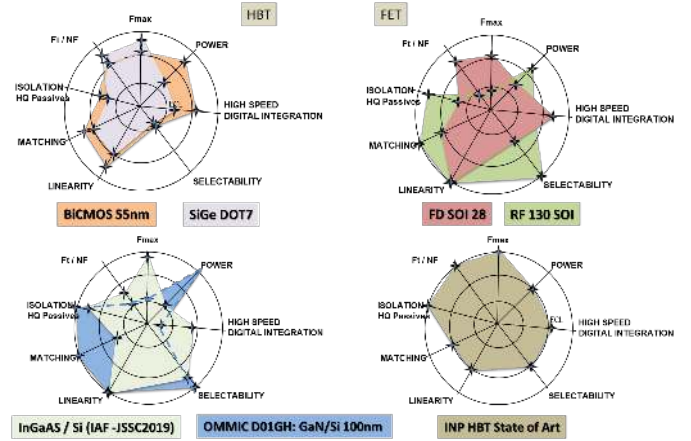 HBT
FET
Fmax
Ft / NF
POWER
ISOLATION
HQ Passives
HIGH SPEED
DIGITAL INTEGRATION
MATCHING
LINEARITY
SELECTABILITY
BiCMOS 55nm
SiGe DOT7
Fmax
Ft / NF
POWER
ISOLATION
HQ Passives
HIGH SPEED
DIGITAL INTEGRATION
MATCHING
LINEARITY
SELECTABILITY
FD SOI 28
RF 130 SOI
Fmax
Ft / NF
POWER
ISOLATION
HQ Passives
HIGH SPEED
DIGITAL INTEGRATION
MATCHING
LINEARITY
SELECTABILITY
InGaAS / Si (IAF -JSSC2019)
OMMIC D01GH: GaN/Si 100nm
Fmax
Ft / NF
POWER
ISOLATION
HQ Passives
ECL
HIGH SPEED
DIGITAL INTEGRATION
MATCHING
LINEARITY
SELECTABILITY
INP HBT State of Art